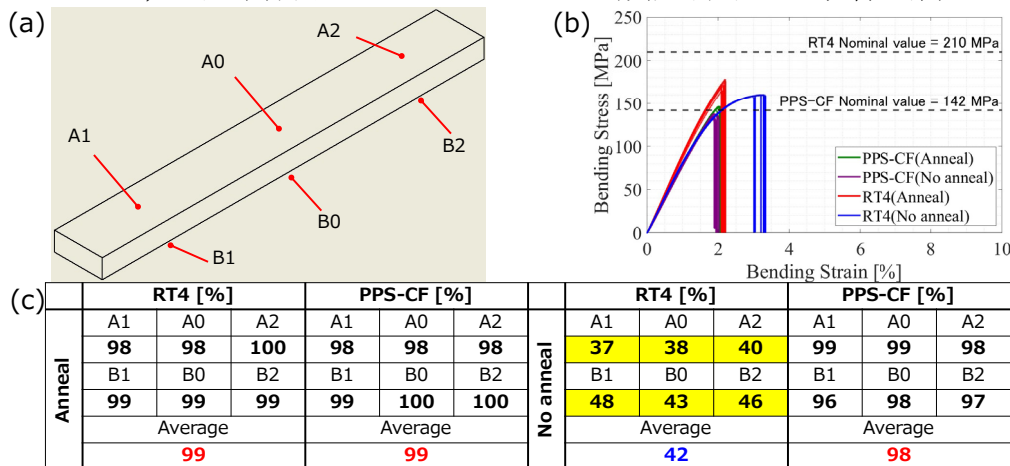 (a)
A2
A0
A1
B2
B0
B1
(b)
250
200
150
100
50
0
Bending Stress [MPa]
RT4 Nominal value = 210 MPa
PPS-CF Nominal value = 142 MPa
PPS-CF(Anneal)
PPS-CF(No anneal)
RT4(Anneal)
RT4(No anneal)
0 2 4 6 8 10
Bending Strain [%]
(c)
RT4 [%] PPS-CF [%] RT4 [%] PPS-CF [%]
Anneal
No anneal
A1 A0 A2 A1 A0 A2 A1 A0 A2 A1 A0 A2
98 98 100 98 98 98 37 38 40 99 99 98
B1 B0 B2 B1 B0 B2 B1 B0 B2 B1 B0 B2
99 99 99 99 100 100 48 43 46 96 98 97
Average Average Average Average
99 99 42 98